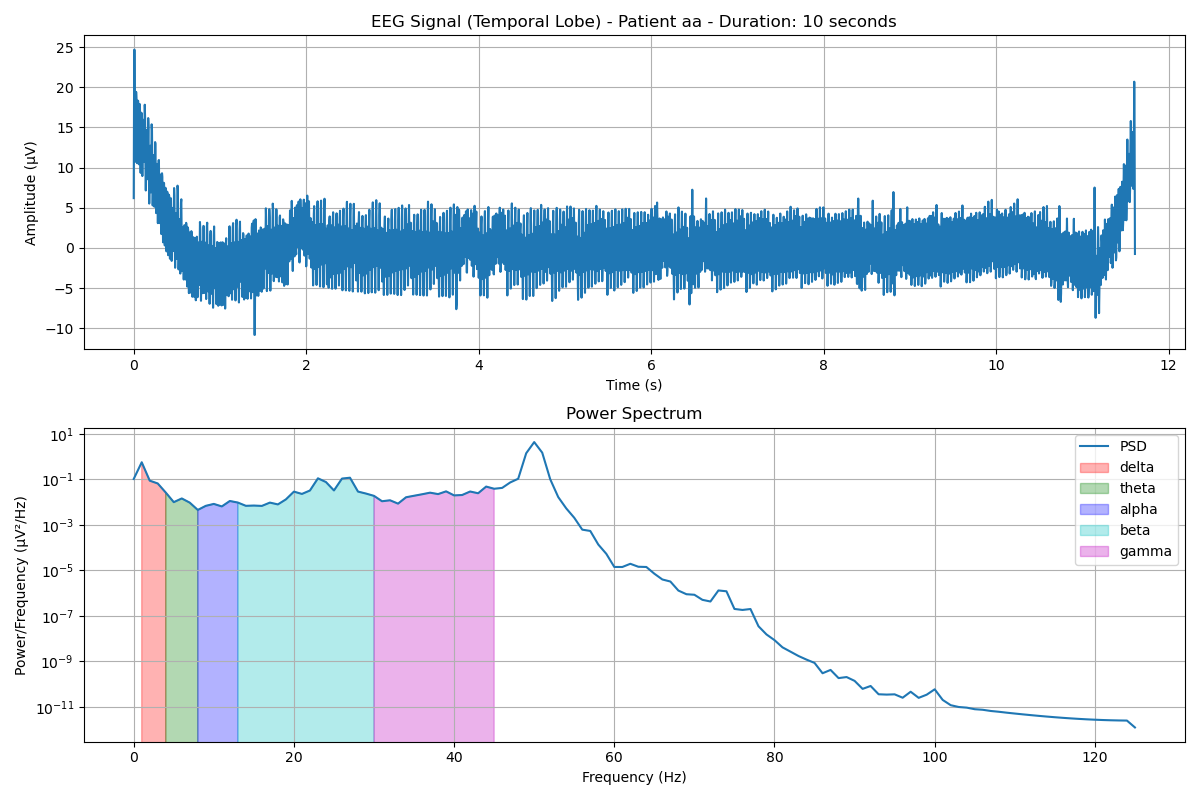 EEG Signal (Temporal Lobe) - Patient aa - Duration: 10 seconds
25
20
15
10
5
0
−5
−10
Amplitude (μV)
0 2 4 6 8 10 12
Time (s)
Power Spectrum
10¹
10⁻¹
10⁻³
10⁻⁵
10⁻⁷
10⁻⁹
10⁻¹¹
Power/Frequency (μV²/Hz)
PSD
delta
theta
alpha
beta
gamma
0 20 40 60 80 100 120
Frequency (Hz)